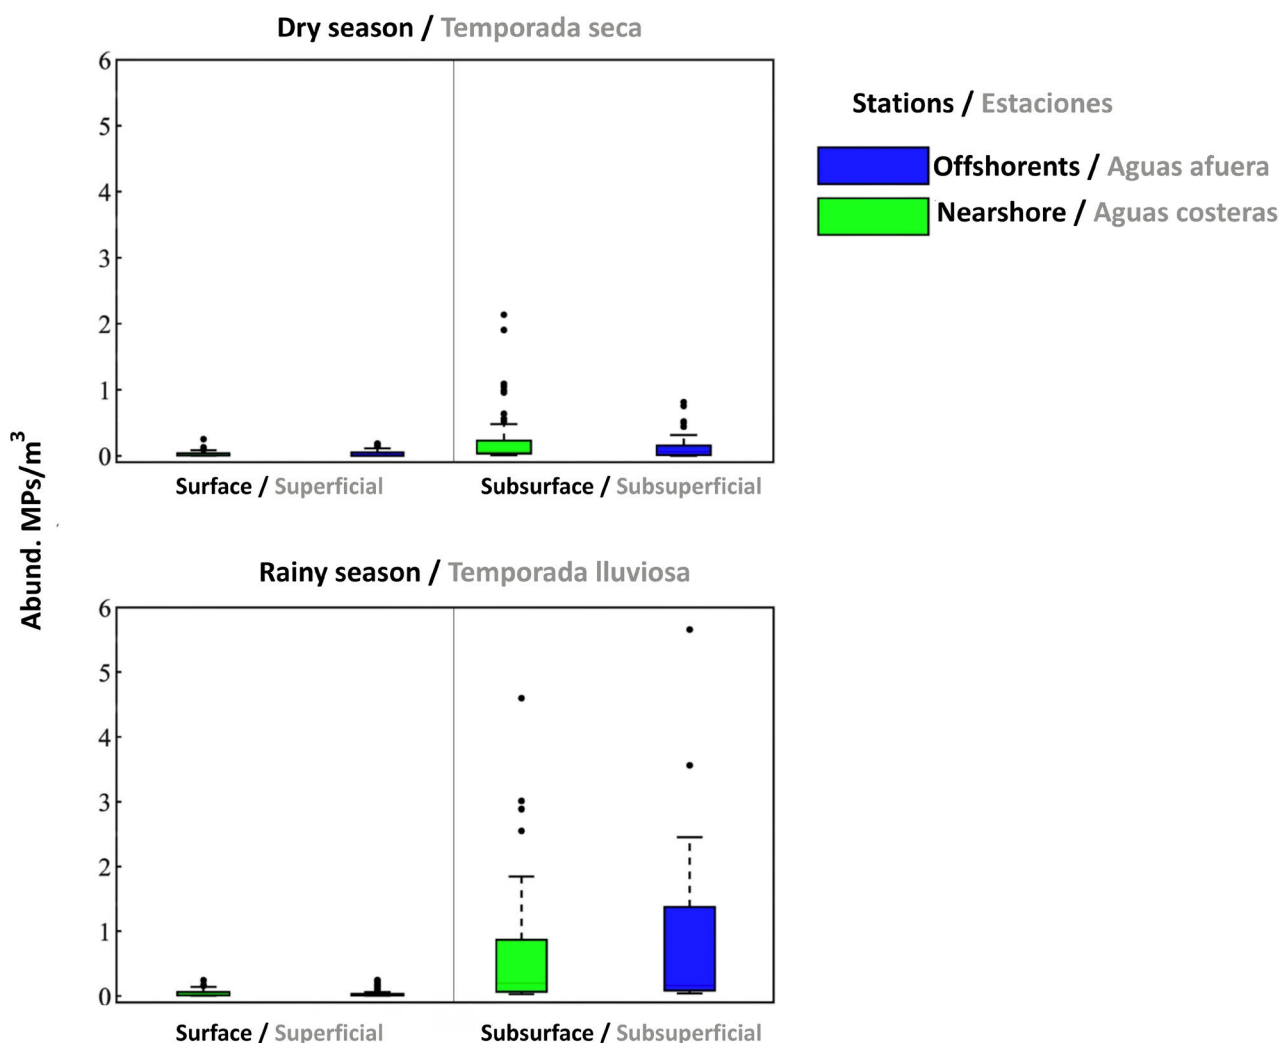 Dry season / Temporada seca
6
5
4
3
2
1
0
Surface / Superficial
Subsurface / Subsuperficial
Stations / Estaciones
Offshorents / Aguas afuera
Nearshore / Aguas costeras
Abund. MPs/m³
Rainy season / Temporada lluviosa
6
5
4
3
2
1
0
Surface / Superficial
Subsurface / Subsuperficial